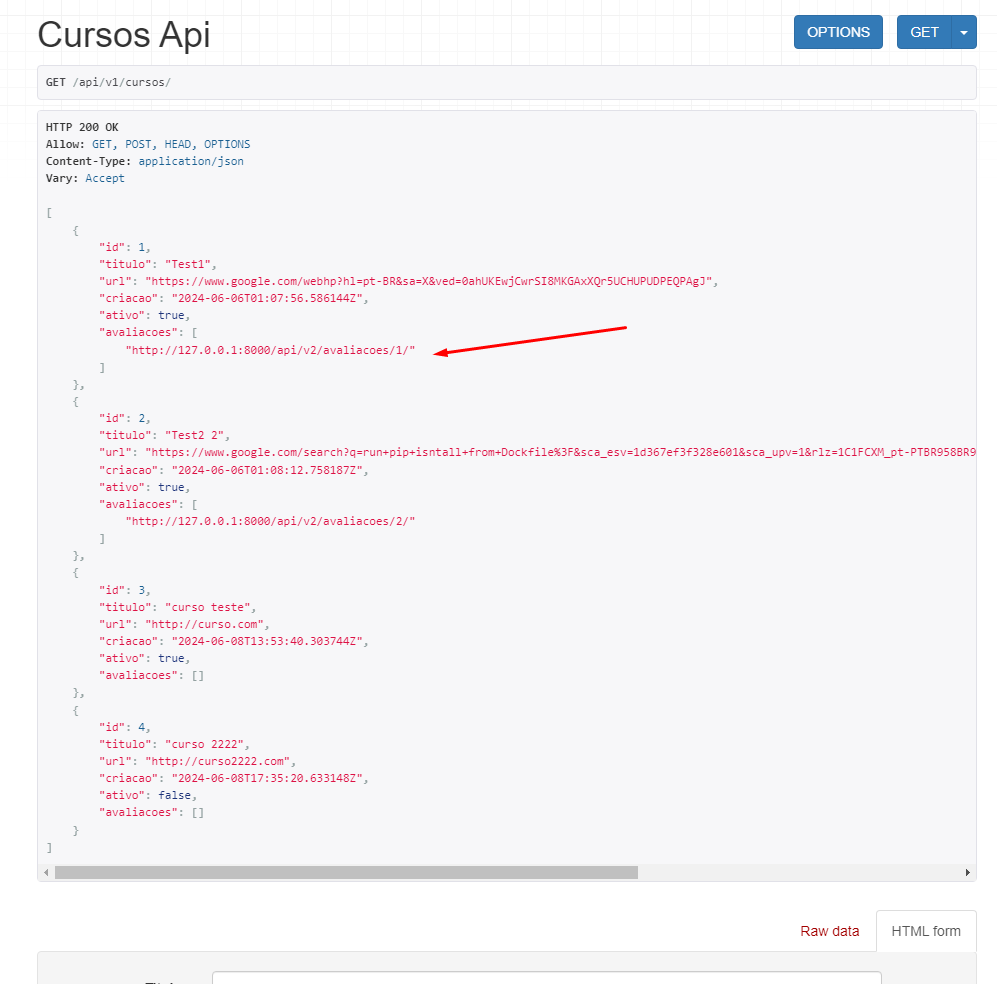 Cursos Api
OPTIONS
GET
GET /api/v1/cursos/
HTTP 200 OK
Allow: GET, POST, HEAD, OPTIONS
Content-Type: application/json
Vary: Accept
[
{
"id": 1,
"titulo": "Test1",
"url": "https://www.google.com/webhp?hl=pt-BR&sa=X&ved=0ahUKEwjCwrSI8MKGAxXQr5UCHUPUDPEQPAgJ",
"criacao": "2024-06-06T01:07:56.586144Z",
"ativo": true,
"avaliacoes": [
"http://127.0.0.1:8000/api/v2/avaliacoes/1/"
]
},
{
"id": 2,
"titulo": "Test2 2",
"url": "https://www.google.com/search?q=run+pip+isntall+from+Dockfile%3F&sca_esv=1d367ef3f328e601&sca_upv=1&rlz=1C1FCXM_pt-PTBR958BR9
"criacao": "2024-06-06T01:08:12.758187Z",
"ativo": true,
"avaliacoes": [
"http://127.0.0.1:8000/api/v2/avaliacoes/2/"
]
},
{
"id": 3,
"titulo": "curso teste",
"url": "http://curso.com",
"criacao": "2024-06-08T13:53:40.303744Z",
"ativo": true,
"avaliacoes": []
},
{
"id": 4,
"titulo": "curso 2222",
"url": "http://curso2222.com",
"criacao": "2024-06-08T17:35:20.633148Z",
"ativo": false,
"avaliacoes": []
}
]
Raw data
HTML form